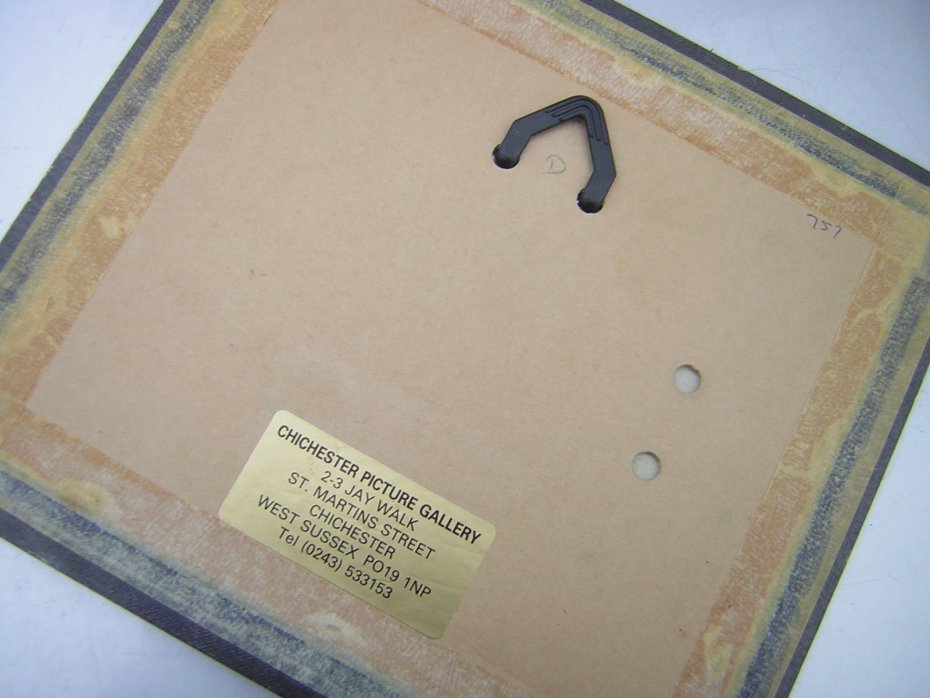 D
757
CHICHESTER PICTURE GALLERY
2-3 JAY WALK
ST. MARTINS STREET
CHICHESTER
WEST SUSSEX PO19 1NP
Tel (0243) 533153